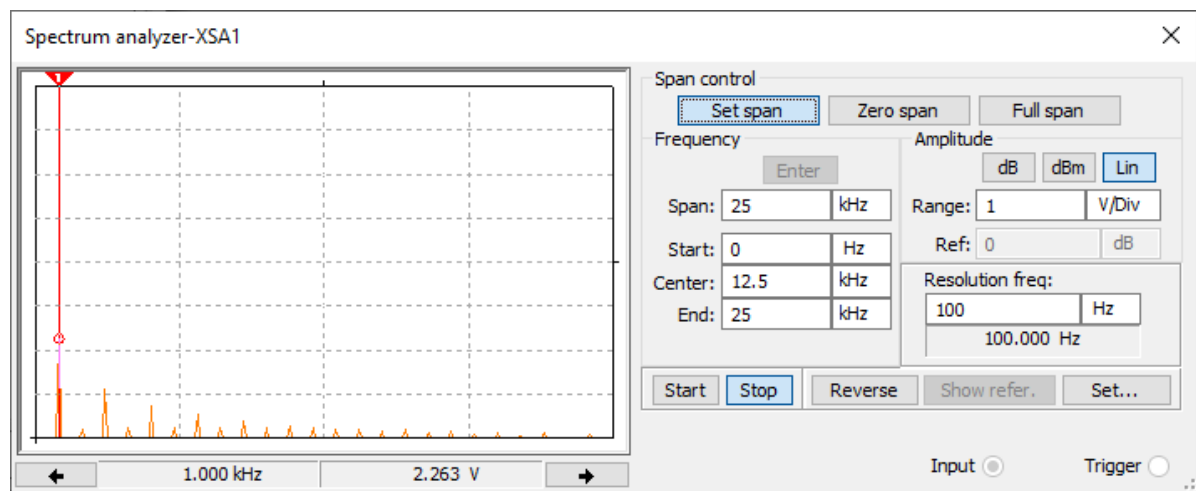 Spectrum analyzer-XSA1
1
Span control
Set span Zero span Full span
Frequency
Enter
Span: 25 kHz
Start: 0 Hz
Center: 12.5 kHz
End: 25 kHz
Amplitude
dB dBm Lin
Range: 1 V/Div
Ref: 0 dB
Resolution freq:
100 Hz
100.000 Hz
Start Stop Reverse Show refer. Set...
1.000 kHz 2.263 V
Input Trigger